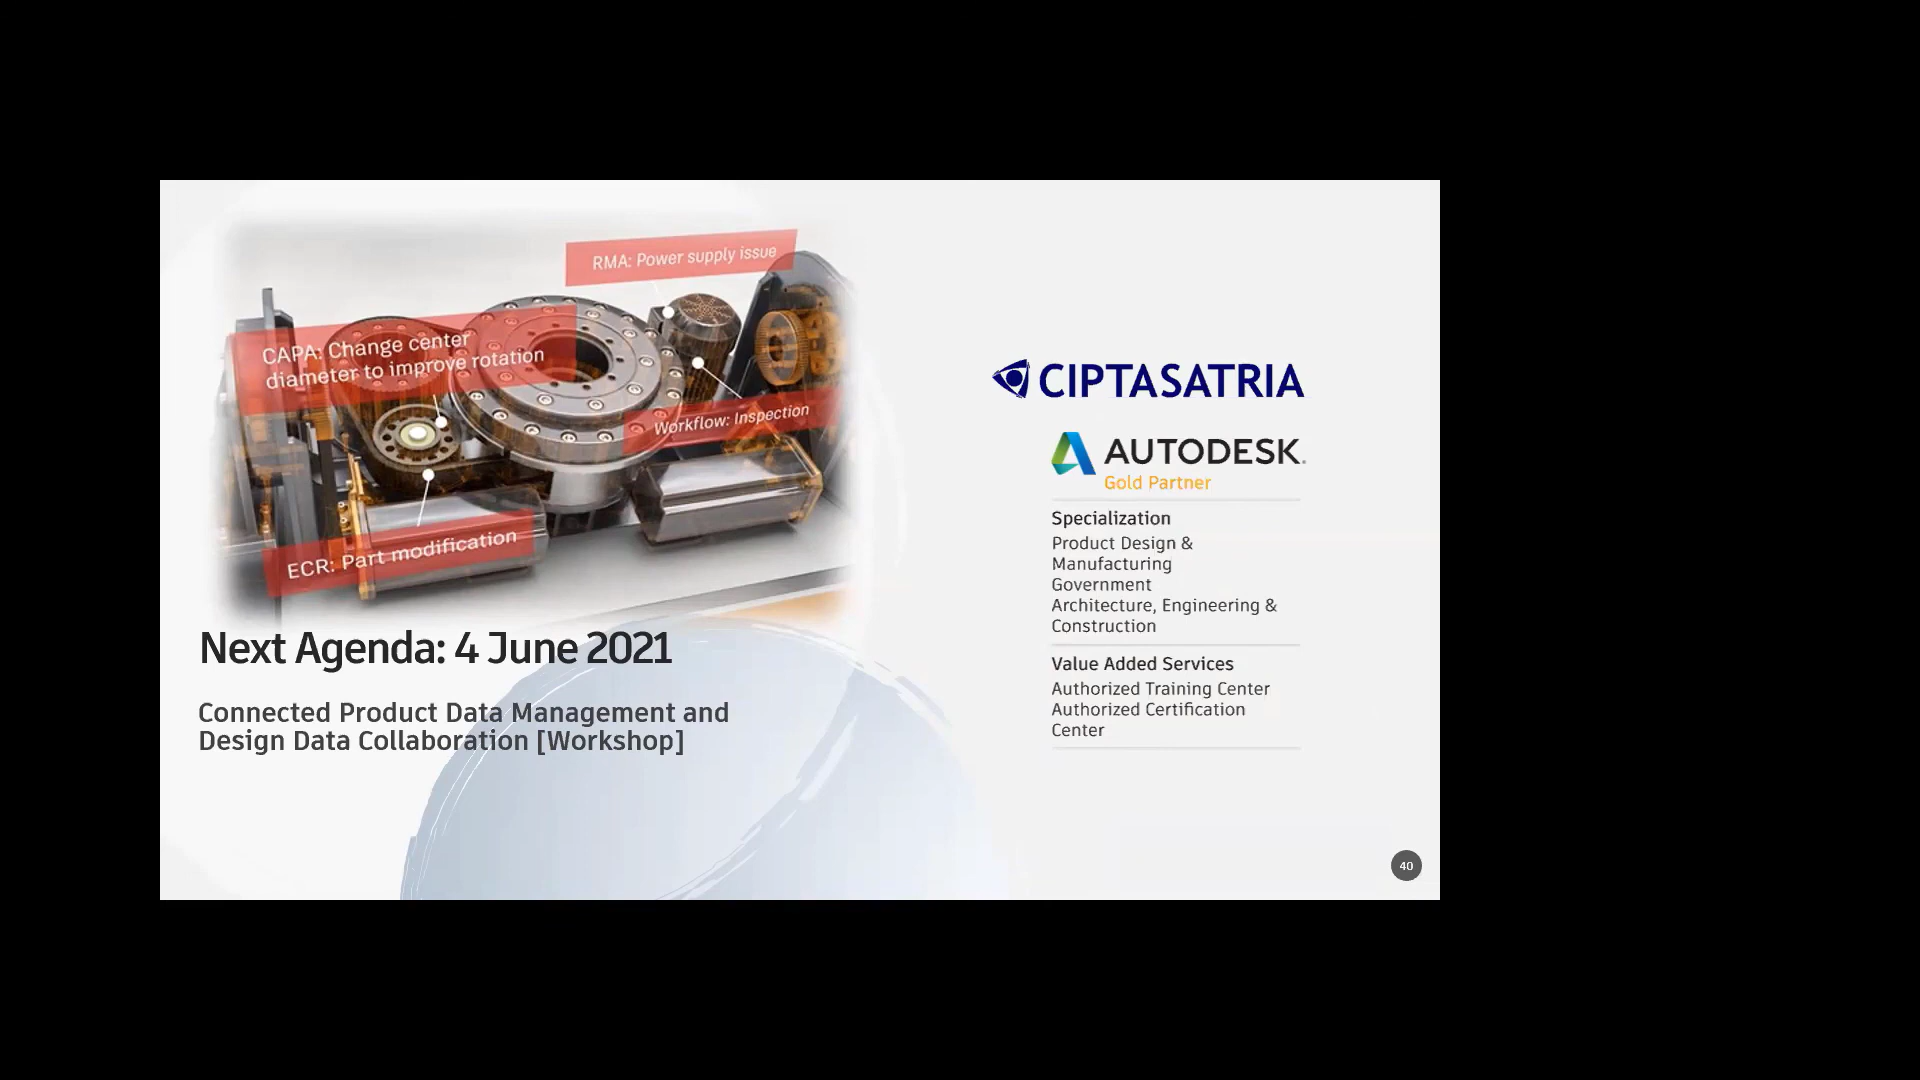 RMA: Power supply issue
CAPA: Change center
diameter to improve rotation
Workflow: Inspection
ECR: Part modification
Next Agenda: 4 June 2021
Connected Product Data Management and
Design Data Collaboration [Workshop]
CIPTASATRIA
AUTODESK.
Gold Partner
Specialization
Product Design &
Manufacturing
Government
Architecture, Engineering &
Construction
Value Added Services
Authorized Training Center
Authorized Certification
Center
40